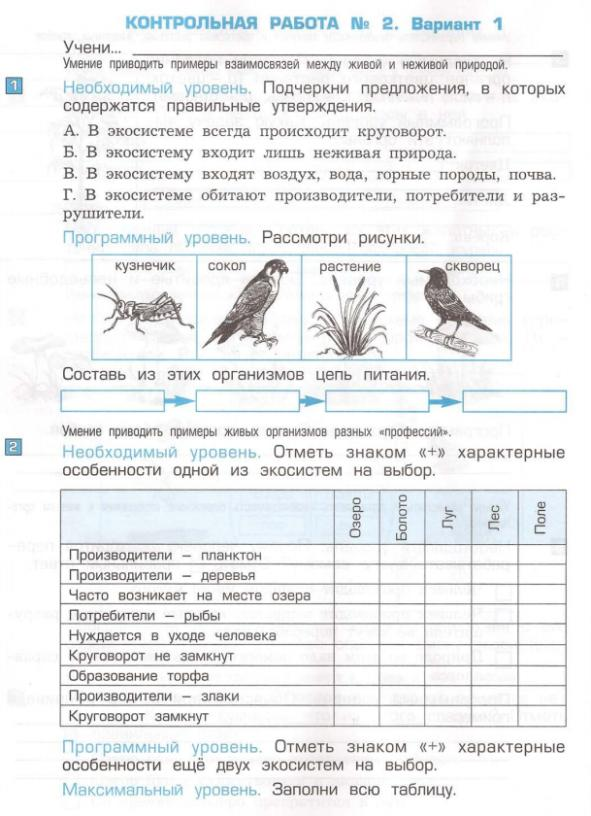 КОНТРОЛЬНАЯ РАБОТА № 2. Вариант 1
Учени...
Умение приводить примеры взаимосвязей между живой и неживой природой.
1 Необходимый уровень. Подчеркни предложения, в которых
содержатся правильные утверждения.
А. В экосистеме всегда происходит круговорот.
Б. В экосистему входит лишь неживая природа.
В. В экосистему входят воздух, вода, горные породы, почва.
Г. В экосистеме обитают производители, потребители и раз-
рушители.
Программный уровень. Рассмотри рисунки.
кузнечик сокол растение скворец
Составь из этих организмов цепь питания.
Умение приводить примеры живых организмов разных «профессий».
2 Необходимый уровень. Отметь знаком «+» характерные
особенности одной из экосистем на выбор.
Озеро Болото Луг Лес Поле
Производители – планктон
Производители – деревья
Часто возникает на месте озера
Потребители – рыбы
Нуждается в уходе человека
Круговорот не замкнут
Образование торфа
Производители – злаки
Круговорот замкнут
Программный уровень. Отметь знаком «+» характерные
особенности ещё двух экосистем на выбор.
Максимальный уровень. Заполни всю таблицу.